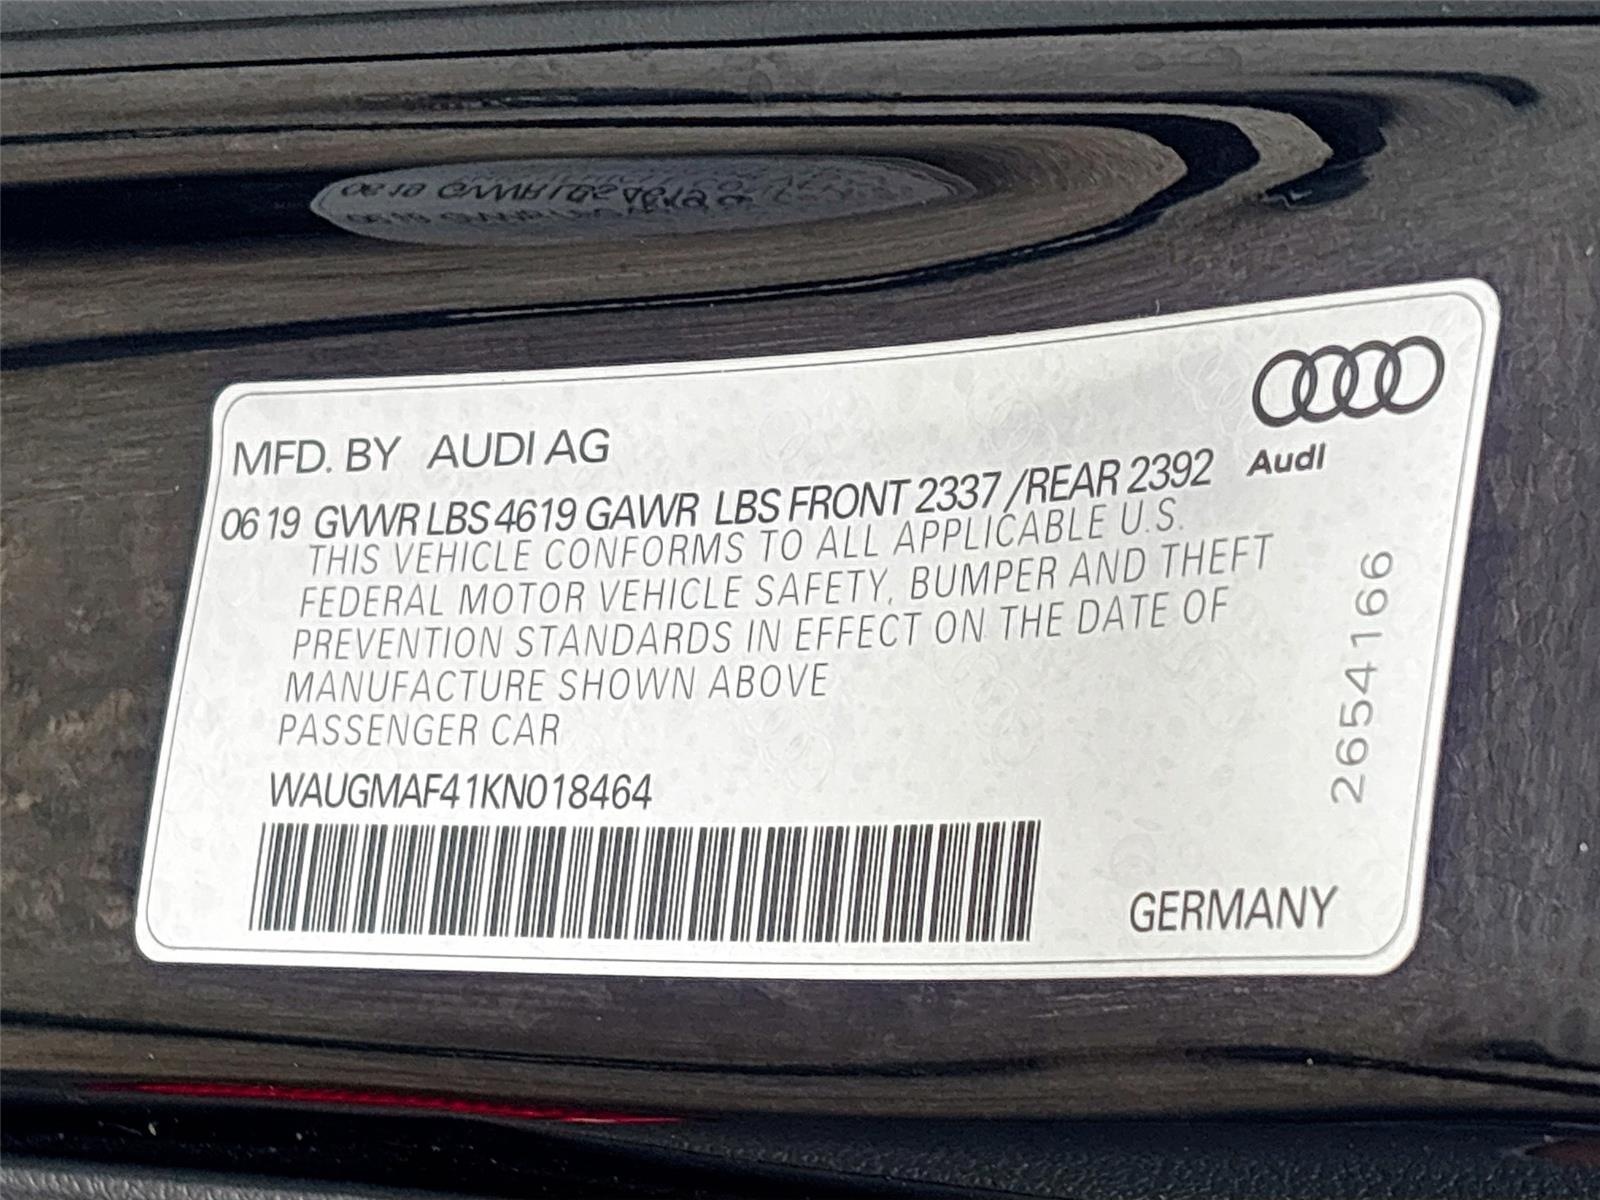 MFD. BY AUDI AG
Audi
06 19 GVWR LBS 4619 GAWR LBS FRONT 2337 /REAR 2392
THIS VEHICLE CONFORMS TO ALL APPLICABLE U.S.
FEDERAL MOTOR VEHICLE SAFETY, BUMPER AND THEFT
PREVENTION STANDARDS IN EFFECT ON THE DATE OF
MANUFACTURE SHOWN ABOVE
PASSENGER CAR
WAUGMAF41KN018464
2654166
GERMANY